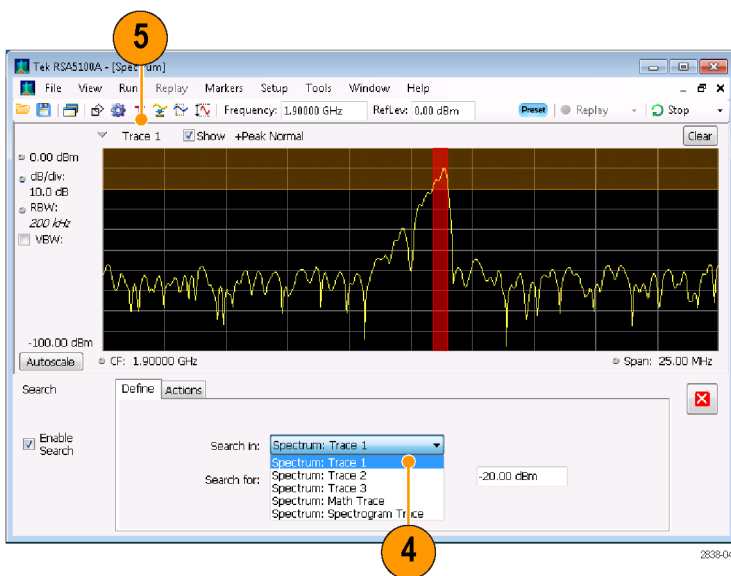 5
Tek RSA5100A - [Spectrum]
File View Run Replay Markers Setup Tools Window Help
Frequency: 1.90000 GHz RefLev: 0.00 dBm Preset Replay Stop
Trace 1 Show +Peak Normal Clear
0.00 dBm
dB/div:
10.0 dB
RBW:
200 kHz
VBW:
-100.00 dBm
Autoscale CF: 1.90000 GHz Span: 25.00 MHz
Search Define Actions
Enable
Search
Search in: Spectrum: Trace 1
Spectrum: Trace 1
Spectrum: Trace 2
Search for: -20.00 dBm
Spectrum: Trace 3
Spectrum: Math Trace
Spectrum: Spectrogram Trace
4
2838-04